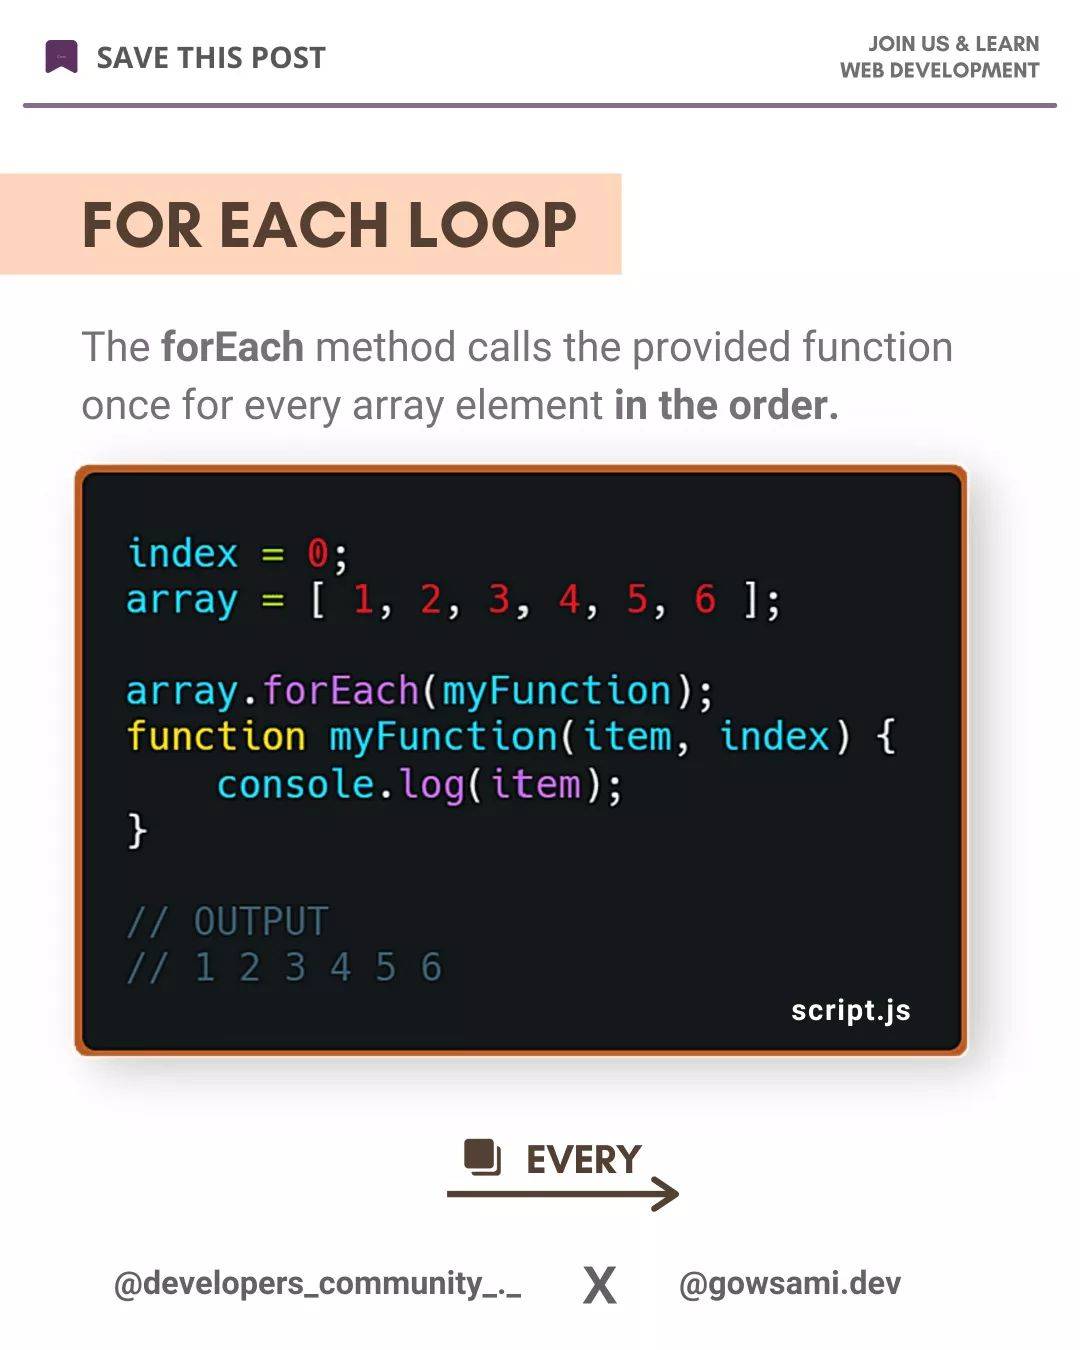 SAVE THIS POST
JOIN US & LEARN
WEB DEVELOPMENT
FOR EACH LOOP
The forEach method calls the provided function
once for every array element in the order.
index = 0;
array = [ 1, 2, 3, 4, 5, 6 ];
array.forEach(myFunction);
function myFunction(item, index) {
    console.log(item);
}
// OUTPUT
// 1 2 3 4 5 6
script.js
EVERY
@developers_community_._ X @gowsami.dev